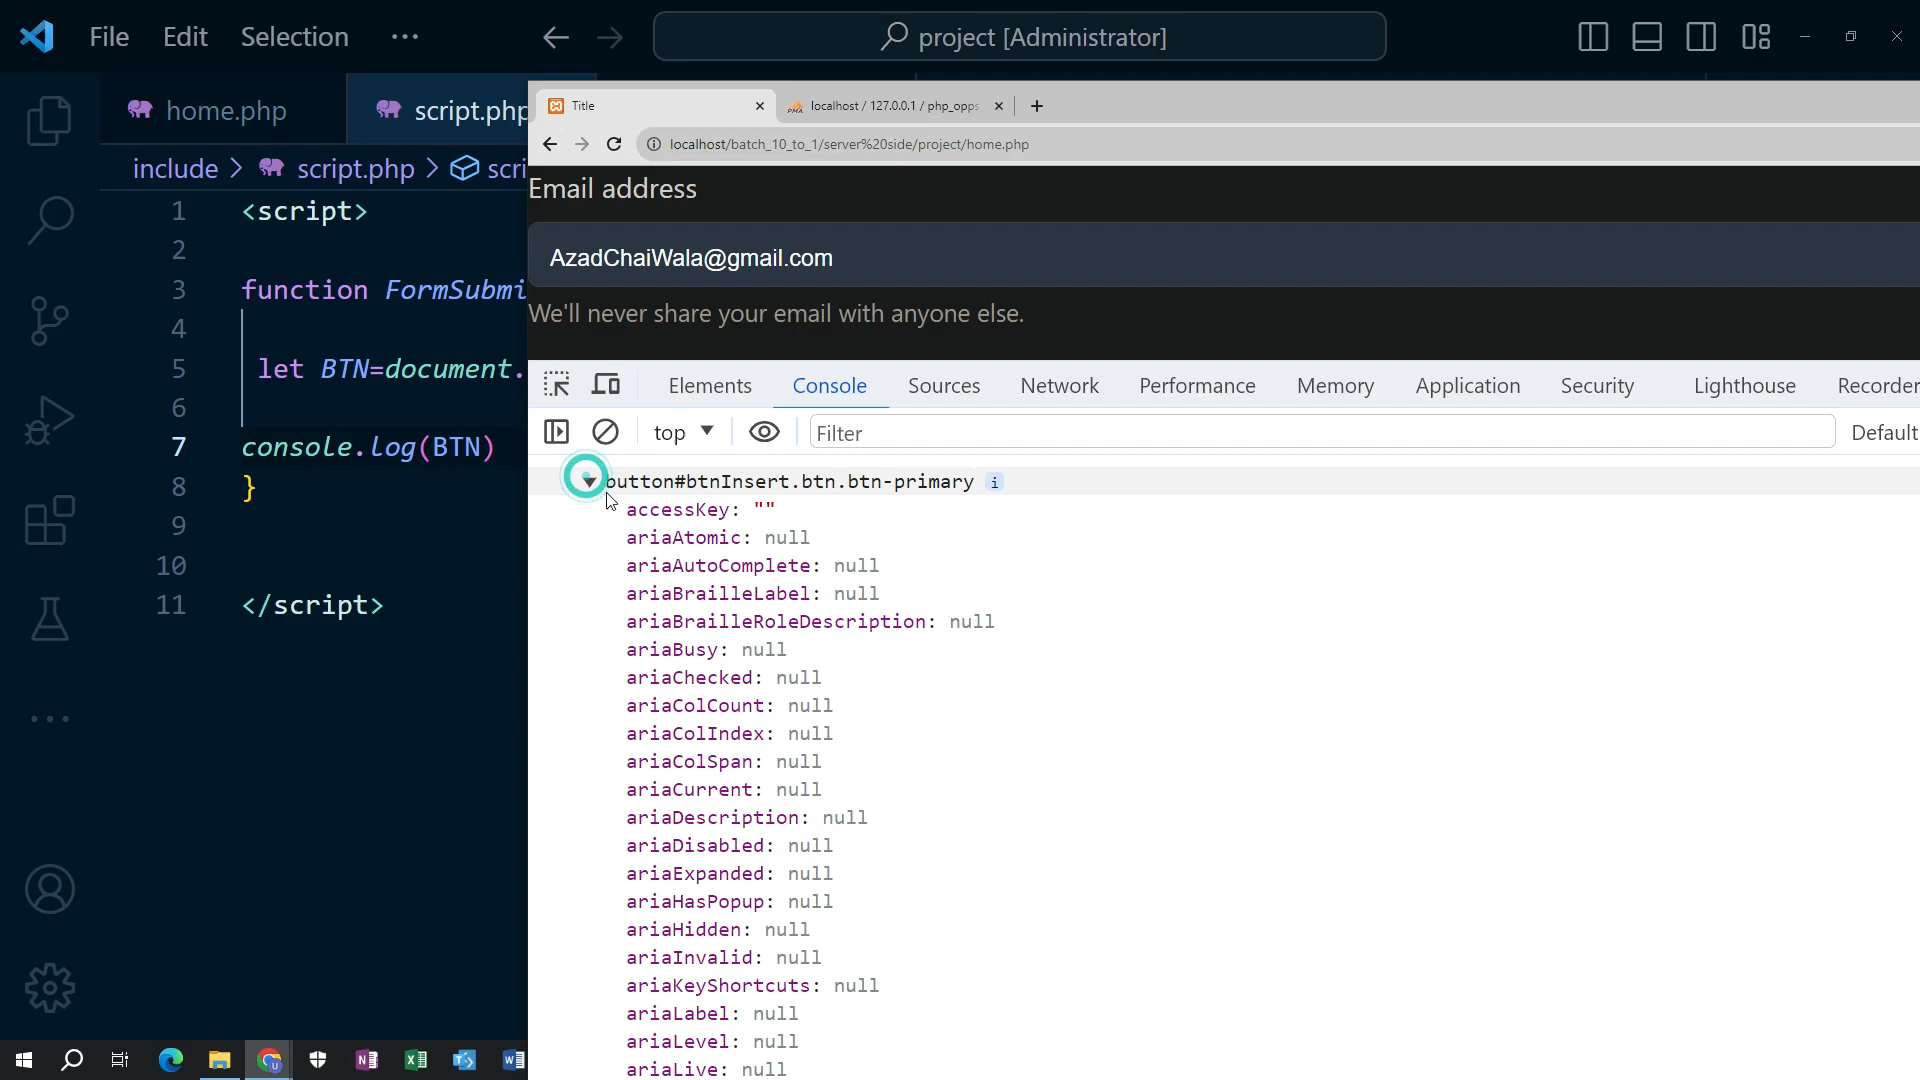 File Edit Selection ··· project [Administrator]
home.php script.php
include > script.php > scri
1 <script>
2
3 function FormSubmi
4
5 let BTN=document.
6
7 console.log(BTN)
8 }
9
10
11 </script>
Title localhost / 127.0.0.1 / php_opps
localhost/batch_10_to_1/server%20side/project/home.php
Email address
AzadChaiWala@gmail.com
We'll never share your email with anyone else.
Elements Console Sources Network Performance Memory Application Security Lighthouse Recorder
top Filter Default
button#btnInsert.btn.btn-primary i
accessKey: ""
ariaAtomic: null
ariaAutoComplete: null
ariaBrailleLabel: null
ariaBrailleRoleDescription: null
ariaBusy: null
ariaChecked: null
ariaColCount: null
ariaColIndex: null
ariaColSpan: null
ariaCurrent: null
ariaDescription: null
ariaDisabled: null
ariaExpanded: null
ariaHasPopup: null
ariaHidden: null
ariaInvalid: null
ariaKeyShortcuts: null
ariaLabel: null
ariaLevel: null
ariaLive: null